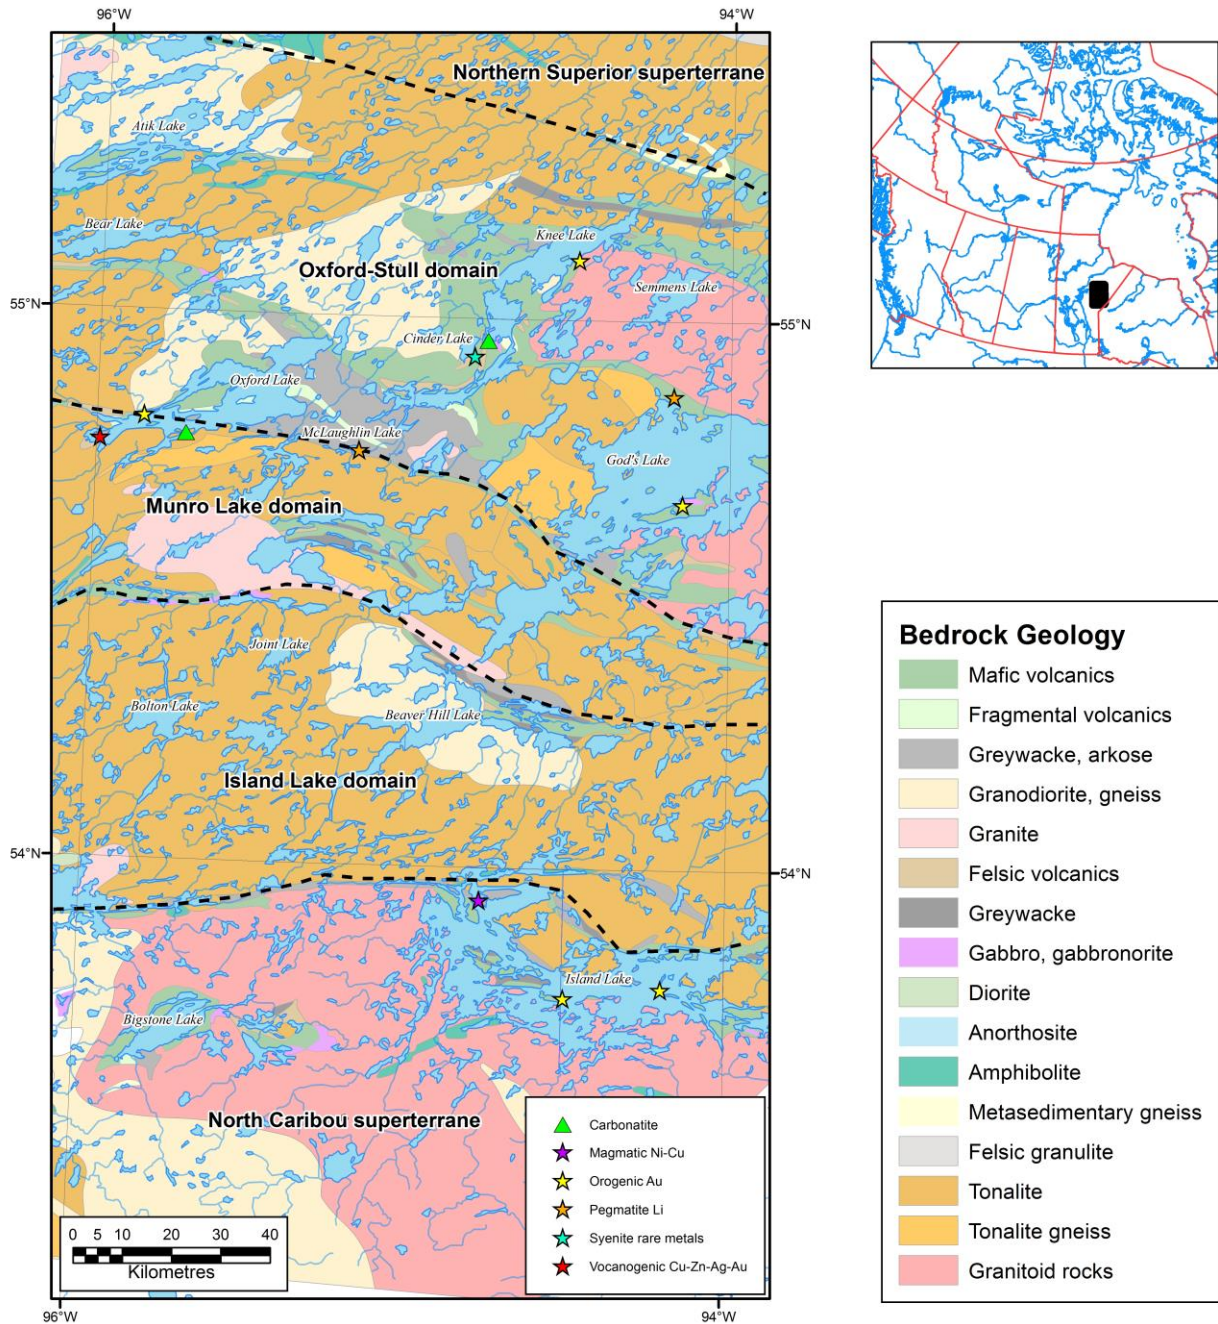 96°W
94°W
Northern Superior superterrane
Atik Lake
Bear Lake
Knee Lake
Oxford-Stull domain
Semmens Lake
55°N
55°N
Cinder Lake
Oxford Lake
McLaughlin Lake
God's Lake
Munro Lake domain
Joint Lake
Bolton Lake
Beaver Hill Lake
Island Lake domain
54°N
54°N
Island Lake
Bigstone Lake
North Caribou superterrane
Carbonatite
Magmatic Ni-Cu
Orogenic Au
Pegmatite Li
Syenite rare metals
Vocanogenic Cu-Zn-Ag-Au
0 5 10 20 30 40
Kilometres
96°W
94°W
Bedrock Geology
Mafic volcanics
Fragmental volcanics
Greywacke, arkose
Granodiorite, gneiss
Granite
Felsic volcanics
Greywacke
Gabbro, gabbronorite
Diorite
Anorthosite
Amphibolite
Metasedimentary gneiss
Felsic granulite
Tonalite
Tonalite gneiss
Granitoid rocks